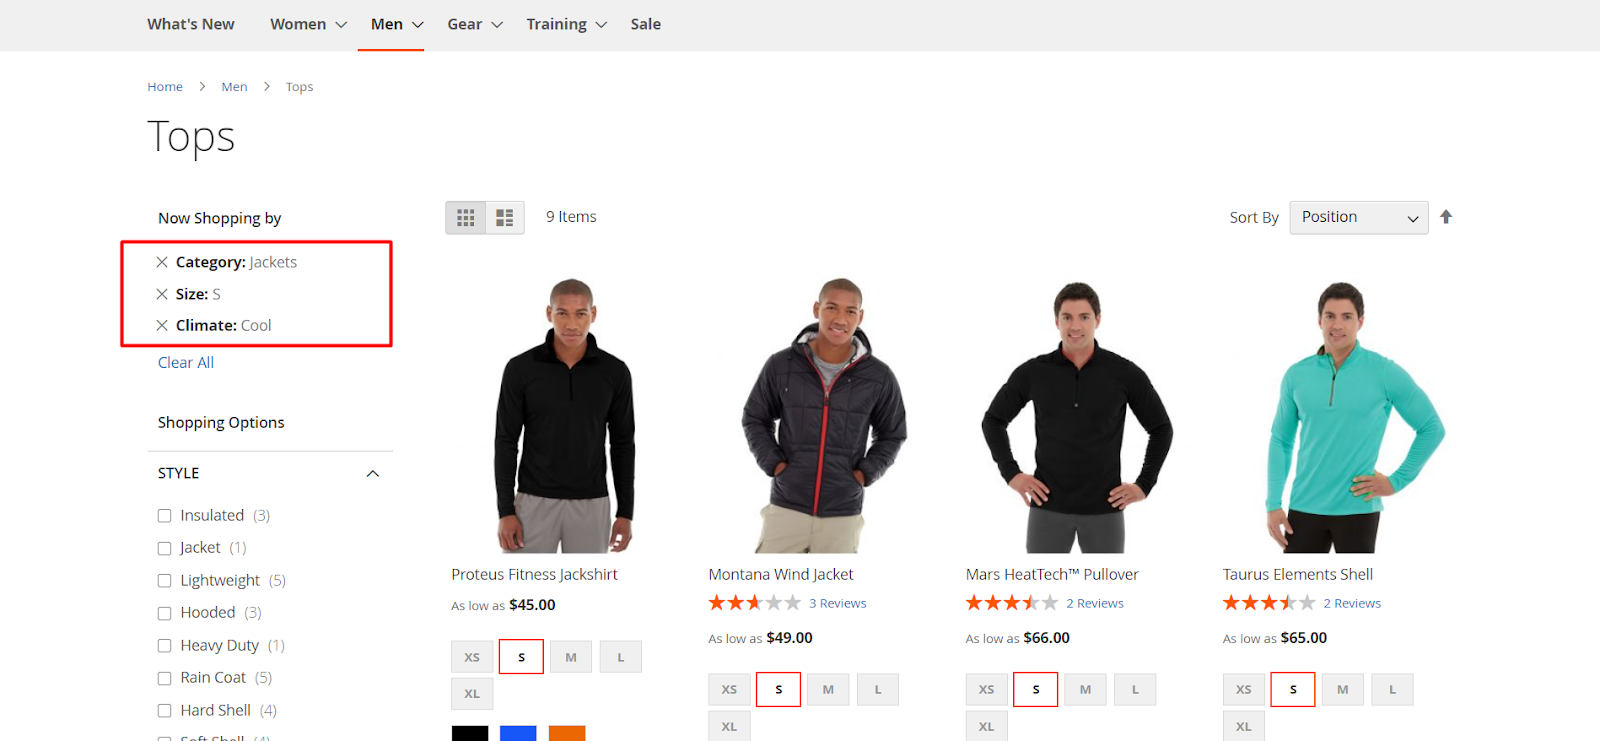 What's New Women Men Gear Training Sale
Home > Men > Tops
Tops
Now Shopping by
Category: Jackets
Size: S
Climate: Cool
Clear All
Shopping Options
STYLE
Insulated (3)
Jacket (1)
Lightweight (5)
Hooded (3)
Heavy Duty (1)
Rain Coat (5)
Hard Shell (4)
Soft Shell (4)
9 Items
Sort By Position
Proteus Fitness Jackshirt
As low as $45.00
XS S M L
XL
Montana Wind Jacket
3 Reviews
As low as $49.00
XS S M L
XL
Mars HeatTech™ Pullover
2 Reviews
As low as $66.00
XS S M L
XL
Taurus Elements Shell
2 Reviews
As low as $65.00
XS S M L
XL